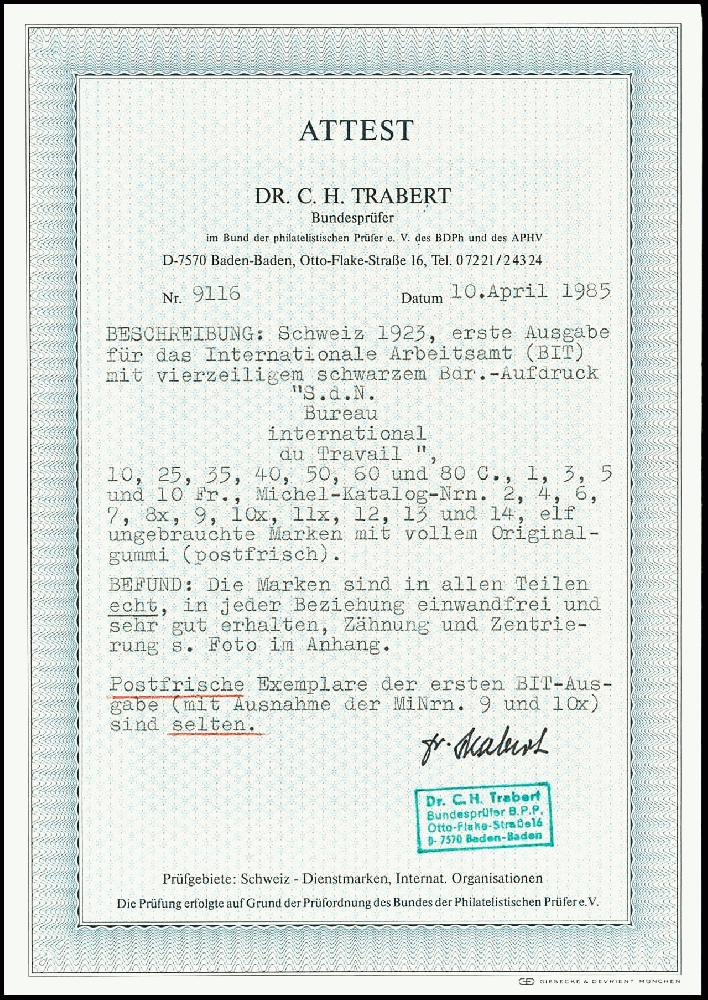 ATTEST
DR. C. H. TRABERT
Bundesprüfer
im Bund der philatelistischen Prüfer e. V. des BDPh und des APHV
D-7570 Baden-Baden, Otto-Flake-Straße 16, Tel. 07221/24324
Nr. 9116 Datum 10.April 1985
BESCHREIBUNG: Schweiz 1923, erste Ausgabe
für das Internationale Arbeitsamt (BIT)
mit vierzeiligem schwarzem Bdr.-Aufdruck
"S.d.N.
Bureau
international
du Travail ",
10, 25, 35, 40, 50, 60 und 80 C., 1, 3, 5
und 10 Fr., Michel-Katalog-Nrn. 2, 4, 6,
7, 8x, 9, 10x, 11x, 12, 13 und 14, elf
ungebrauchte Marken mit vollem Original-
gummi (postfrisch).
BEFUND: Die Marken sind in allen Teilen
echt, in jeder Beziehung einwandfrei und
sehr gut erhalten, Zähnung und Zentrie-
rung s. Foto im Anhang.
Postfrische Exemplare der ersten BIT-Aus-
gabe (mit Ausnahme der MiNrn. 9 und 10x)
sind selten.
Dr. Trabert
Dr. C. H. Trabert
Bundesprüfer B.P.P.
Otto-Flake-Straße16
D-7570 Baden-Baden
Prüfgebiete: Schweiz - Dienstmarken, Internat. Organisationen
Die Prüfung erfolgte auf Grund der Prüfordnung des Bundes der Philatelistischen Prüfer e. V.
GD GIESECKE & DEVRIENT MÜNCHEN